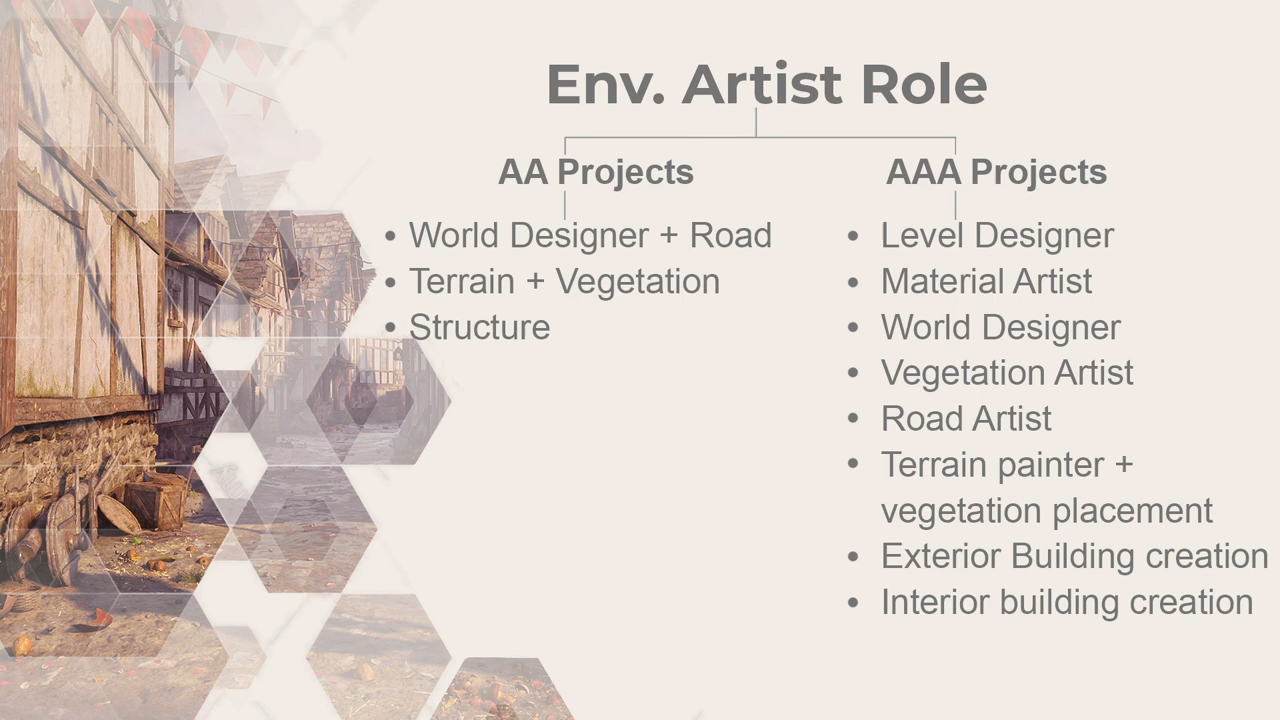 Env. Artist Role
AA Projects
• World Designer + Road
• Terrain + Vegetation
• Structure
AAA Projects
• Level Designer
• Material Artist
• World Designer
• Vegetation Artist
• Road Artist
• Terrain painter +
vegetation placement
• Exterior Building creation
• Interior building creation